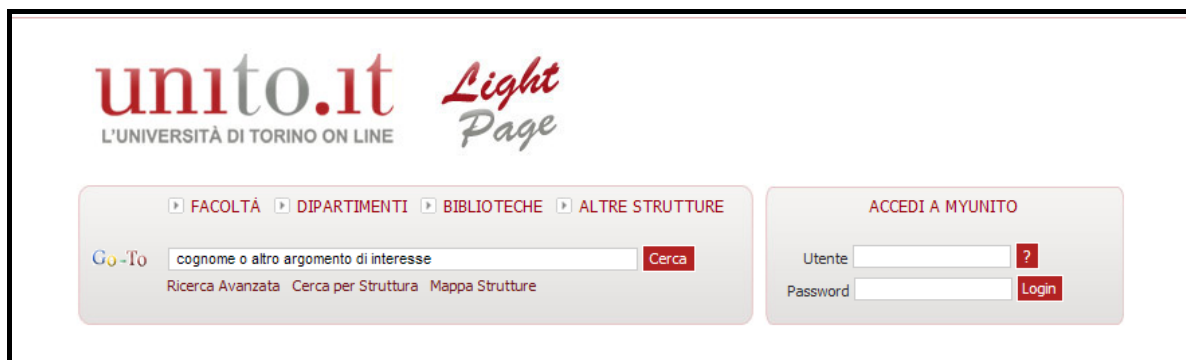 unito.it
L'UNIVERSITÀ DI TORINO ON LINE
Light
Page
FACOLTÀ DIPARTIMENTI BIBLIOTECHE ALTRE STRUTTURE
Go-To cognome o altro argomento di interesse Cerca
Ricerca Avanzata Cerca per Struttura Mappa Strutture
ACCEDI A MYUNITO
Utente ?
Password Login